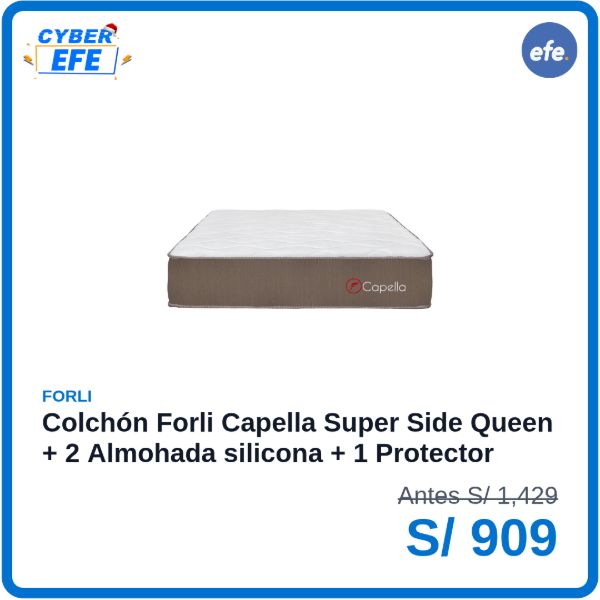 CYBER
EFE
efe.
Capella
FORLI
Colchón Forli Capella Super Side Queen
+ 2 Almohada silicona + 1 Protector
Antes S/ 1,429
S/ 909